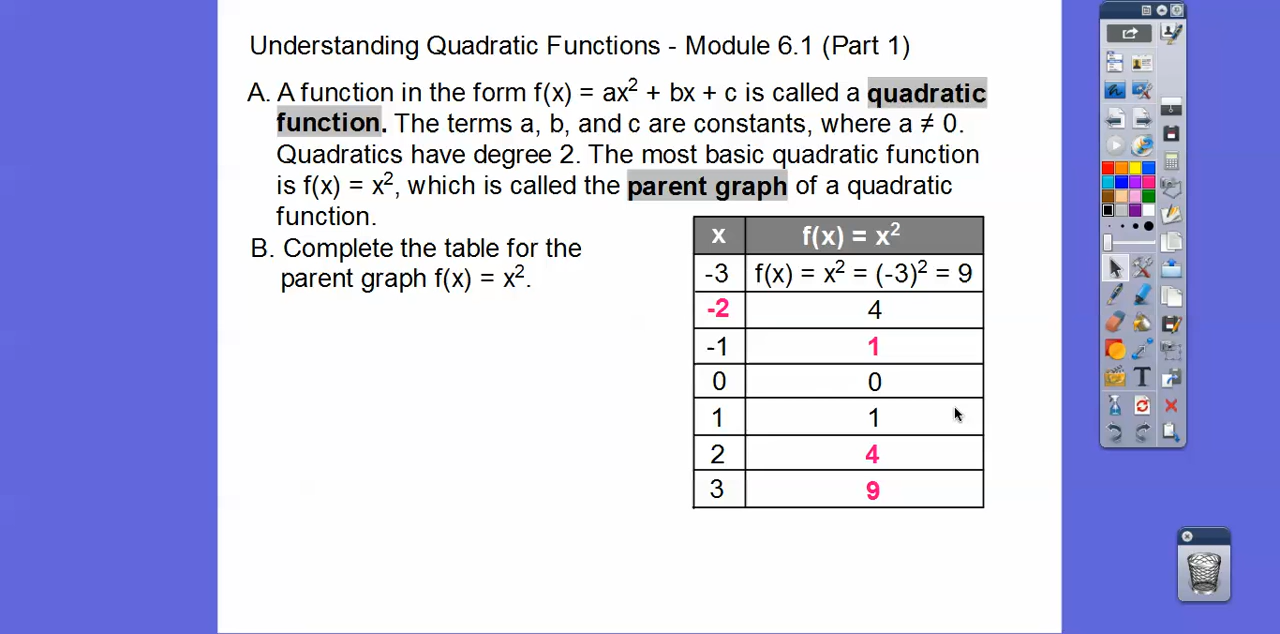 Understanding Quadratic Functions - Module 6.1 (Part 1)
A. A function in the form f(x) = ax² + bx + c is called a quadratic
function. The terms a, b, and c are constants, where a ≠ 0.
Quadratics have degree 2. The most basic quadratic function
is f(x) = x², which is called the parent graph of a quadratic
function.
B. Complete the table for the
parent graph f(x) = x².
x f(x) = x²
-3 f(x) = x² = (-3)² = 9
-2 4
-1 1
0 0
1 1
2 4
3 9